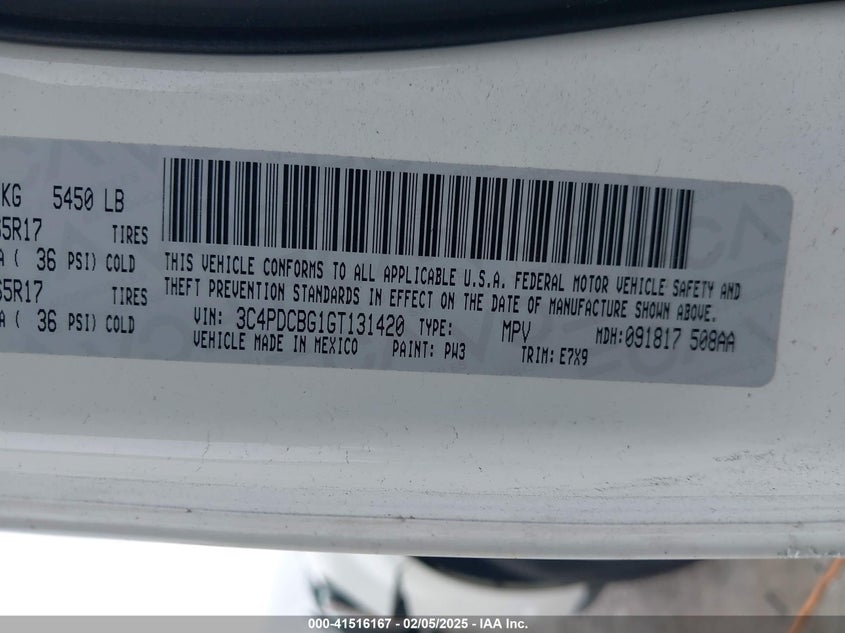 KG 5450 LB
5R17 TIRES
( 36 PSI) COLD
5R17 TIRES
A ( 36 PSI) COLD
THIS VEHICLE CONFORMS TO ALL APPLICABLE U.S.A. FEDERAL MOTOR VEHICLE SAFETY AND
THEFT PREVENTION STANDARDS IN EFFECT ON THE DATE OF MANUFACTURE SHOWN ABOVE.
VIN: 3C4PDCBG1GT131420 TYPE: MPV MDH:091817 508AA
VEHICLE MADE IN MEXICO PAINT: PW3 TRIM: E7X9
000-41516167 - 02/05/2025 - IAA Inc.